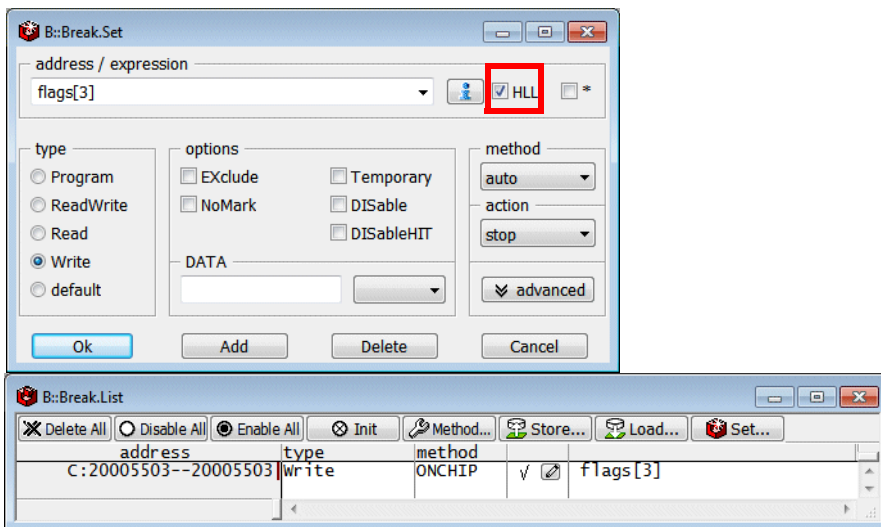 B::Break.Set
address / expression
flags[3]
HLL
*
type
options
method
Program
EXclude
Temporary
auto
ReadWrite
NoMark
DISable
action
Read
DISableHIT
stop
Write
DATA
default
advanced
Ok
Add
Delete
Cancel
B::Break.List
Delete All
Disable All
Enable All
Init
Method...
Store...
Load...
Set...
address type method
C:20005503--20005503 Write ONCHIP √ flags[3]